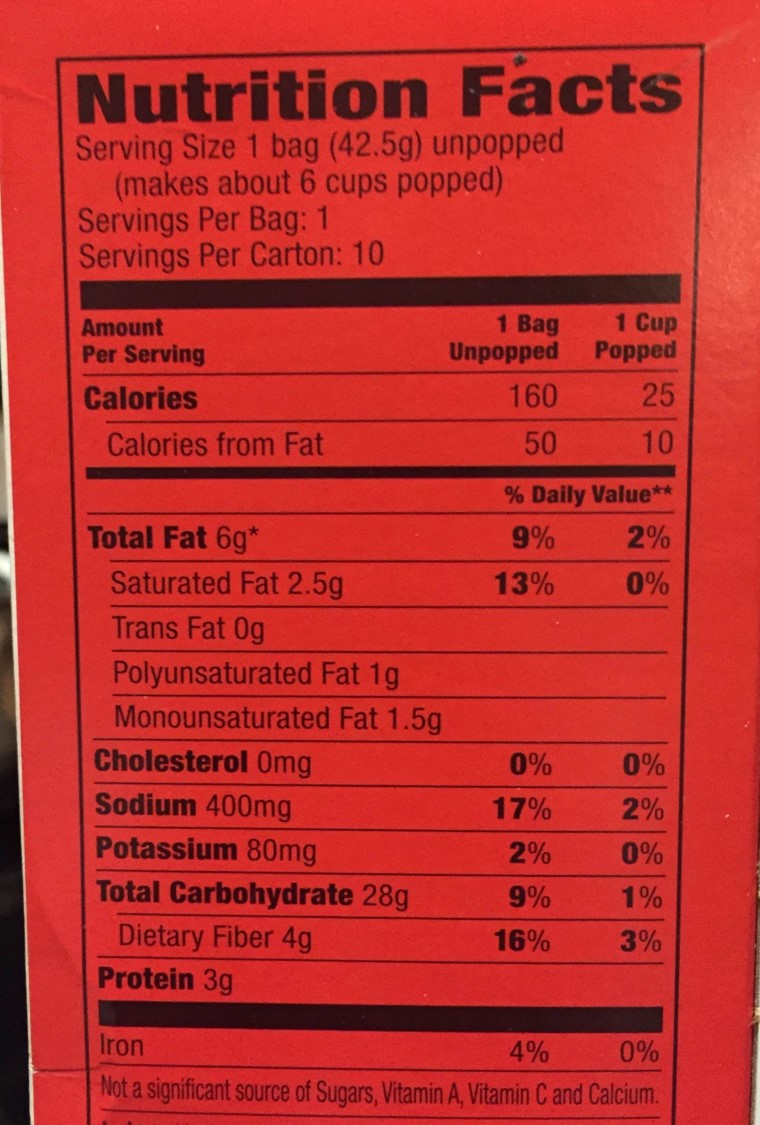 Nutrition Facts
Serving Size 1 bag (42.5g) unpopped
(makes about 6 cups popped)
Servings Per Bag: 1
Servings Per Carton: 10
Amount 1 Bag 1 Cup
Per Serving Unpopped Popped
Calories 160 25
Calories from Fat 50 10
% Daily Value**
Total Fat 6g* 9% 2%
Saturated Fat 2.5g 13% 0%
Trans Fat 0g
Polyunsaturated Fat 1g
Monounsaturated Fat 1.5g
Cholesterol 0mg 0% 0%
Sodium 400mg 17% 2%
Potassium 80mg 2% 0%
Total Carbohydrate 28g 9% 1%
Dietary Fiber 4g 16% 3%
Protein 3g
Iron 4% 0%
Not a significant source of Sugars, Vitamin A, Vitamin C and Calcium.